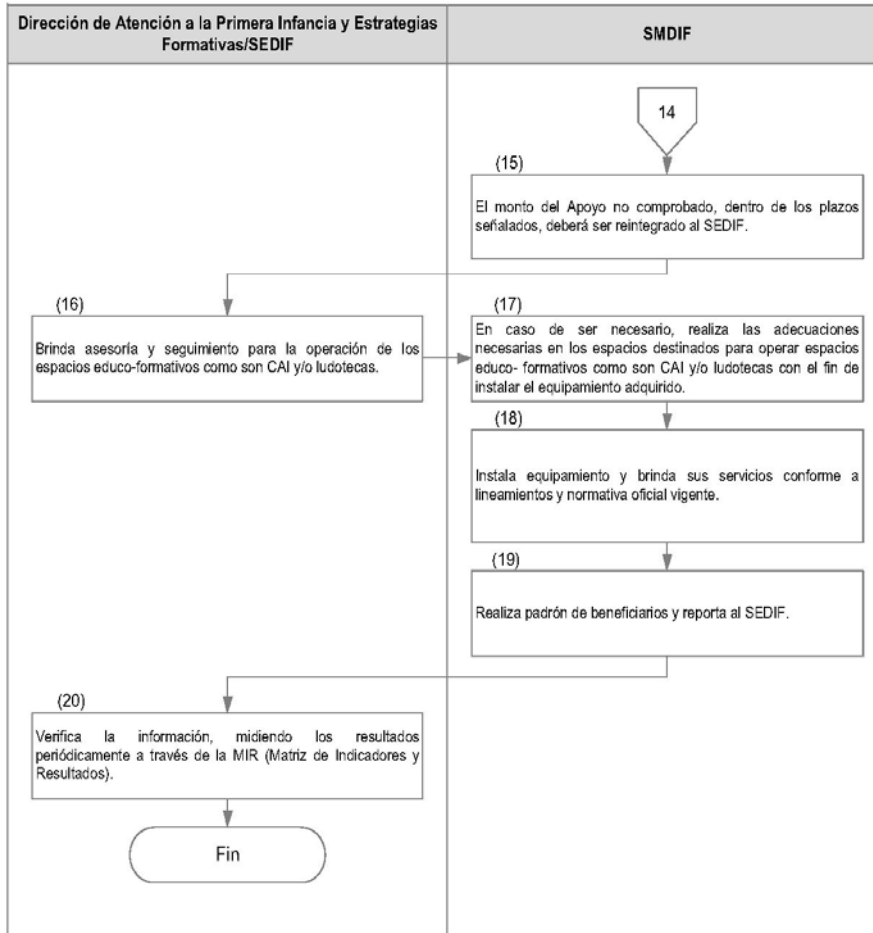 Dirección de Atención a la Primera Infancia y Estrategias
Formativas/SEDIF
SMDIF
14
(15)
El monto del Apoyo no comprobado, dentro de los plazos
señalados, deberá ser reintegrado al SEDIF.
(16)
Brinda asesoría y seguimiento para la operación de los
espacios educo-formativos como son CAI y/o ludotecas.
(17)
En caso de ser necesario, realiza las adecuaciones
necesarias en los espacios destinados para operar espacios
educo- formativos como son CAI y/o ludotecas con el fin de
instalar el equipamiento adquirido.
(18)
Instala equipamiento y brinda sus servicios conforme a
lineamientos y normativa oficial vigente.
(19)
Realiza padrón de beneficiarios y reporta al SEDIF.
(20)
Verifica la información, midiendo los resultados
periódicamente a través de la MIR (Matriz de Indicadores y
Resultados).
Fin